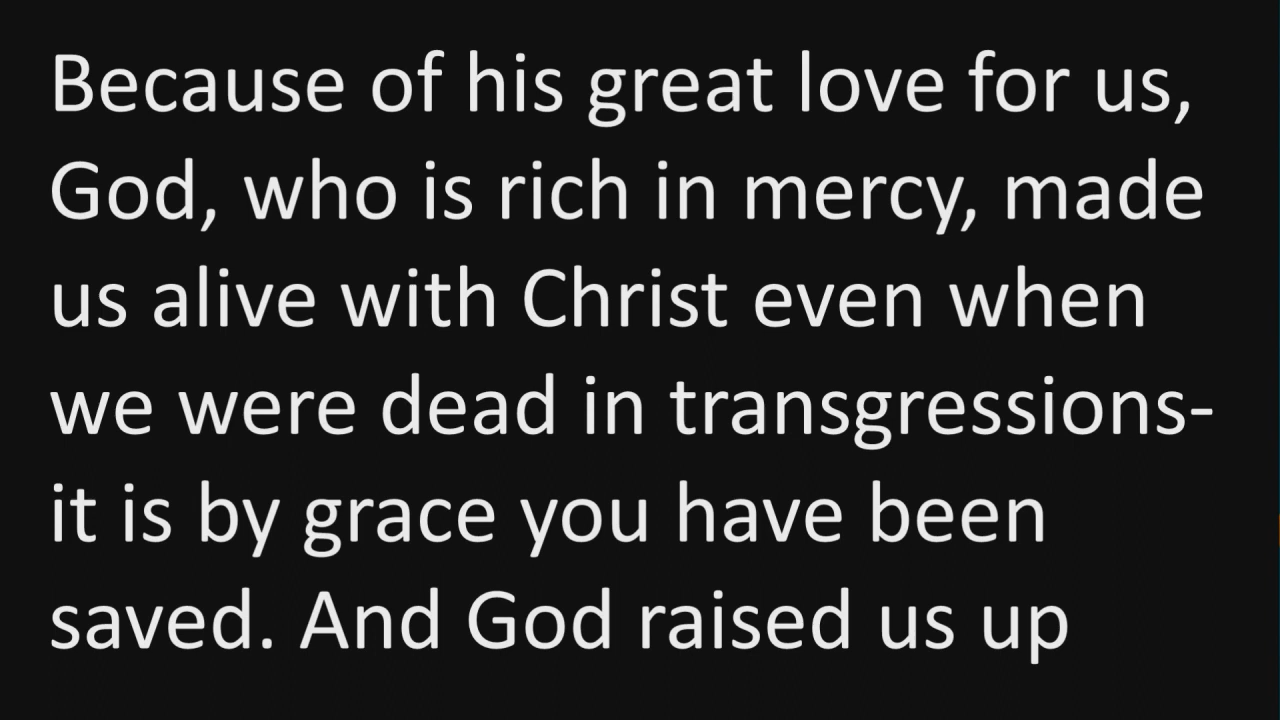 Because of his great love for us,
God, who is rich in mercy, made
us alive with Christ even when
we were dead in transgressions-
it is by grace you have been
saved. And God raised us up